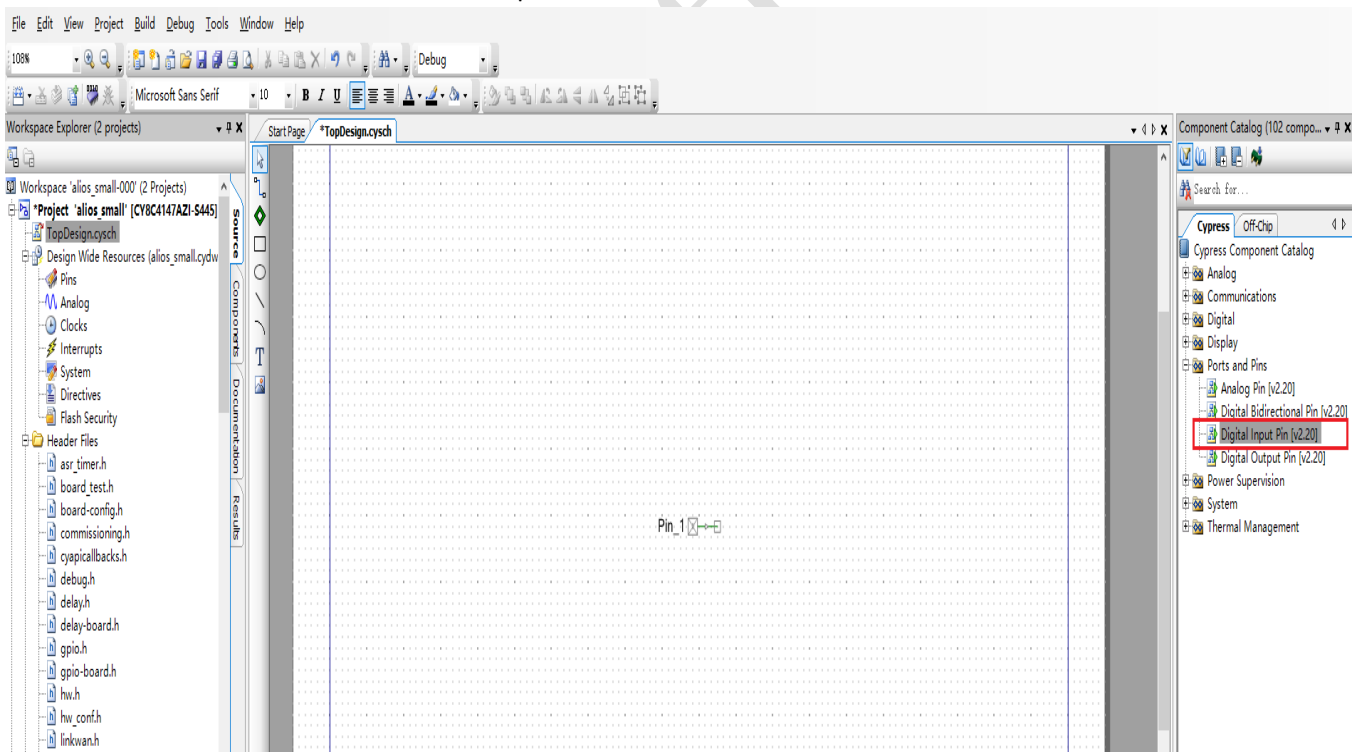 File Edit View Project Build Debug Tools Window Help
108% Debug
Microsoft Sans Serif 10 B I U A
Workspace Explorer (2 projects)
Workspace 'alios_small-000' (2 Projects)
*Project 'alios_small' [CY8C4147AZI-S445]
TopDesign.cysch
Design Wide Resources (alios_small.cydw
Pins
Analog
Clocks
Interrupts
System
Directives
Flash Security
Header Files
asr_timer.h
board_test.h
board-config.h
commissioning.h
cyapicallbacks.h
debug.h
delay.h
delay-board.h
gpio.h
gpio-board.h
hw.h
hw_conf.h
linkwan.h
Source
Components
Documentation
Results
Start Page *TopDesign.cysch
T
Pin_1
Component Catalog (102 compo...
Search for...
Cypress Off-Chip
Cypress Component Catalog
Analog
Communications
Digital
Display
Ports and Pins
Analog Pin [v2.20]
Digital Bidirectional Pin [v2.20]
Digital Input Pin [v2.20]
Digital Output Pin [v2.20]
Power Supervision
System
Thermal Management